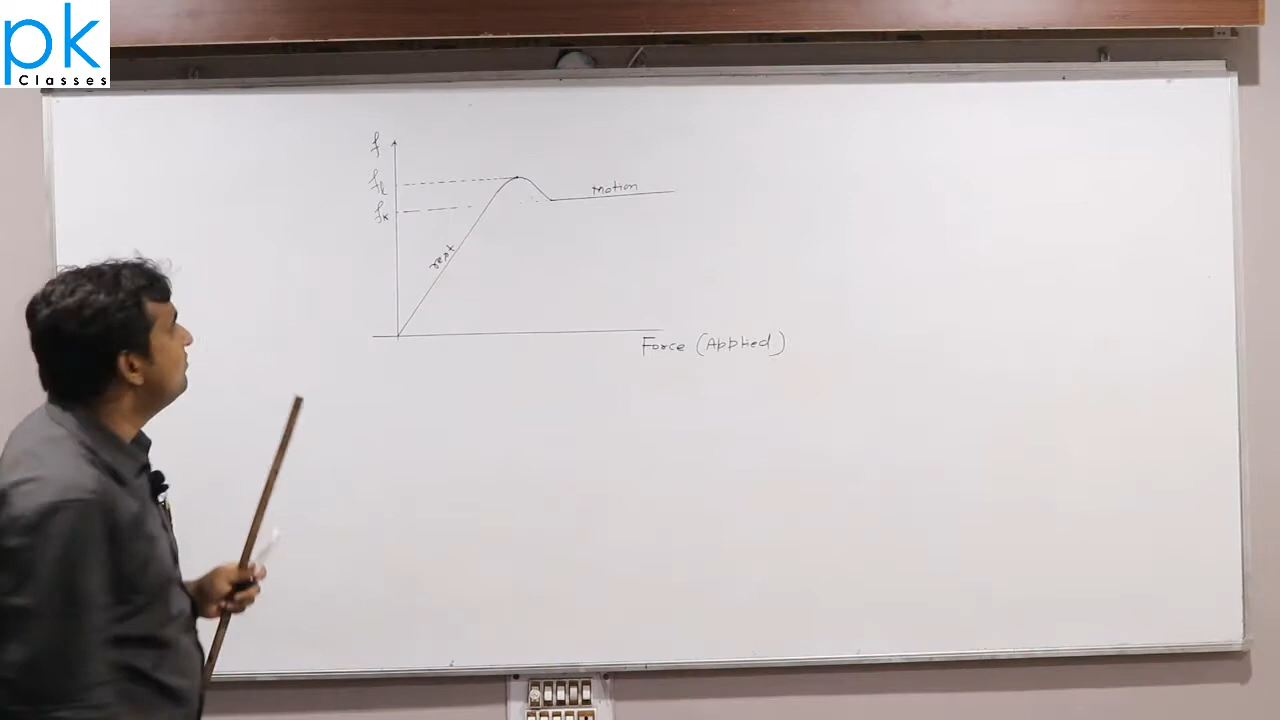 pk
Classes
f
fl
Motion
fk
rest
Force (Applied)